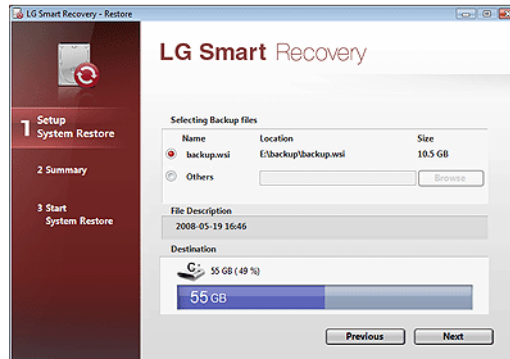 LG Smart Recovery - Restore
LG Smart Recovery
1 Setup
System Restore
2 Summary
3 Start
System Restore
Selecting Backup files
Name Location Size
backup.wsi E:\backup\backup.wsi 10.5 GB
Others Browse
File Description
2008-05-19 16:46
Destination
C: 55 GB (49 %)
55 GB
Previous Next